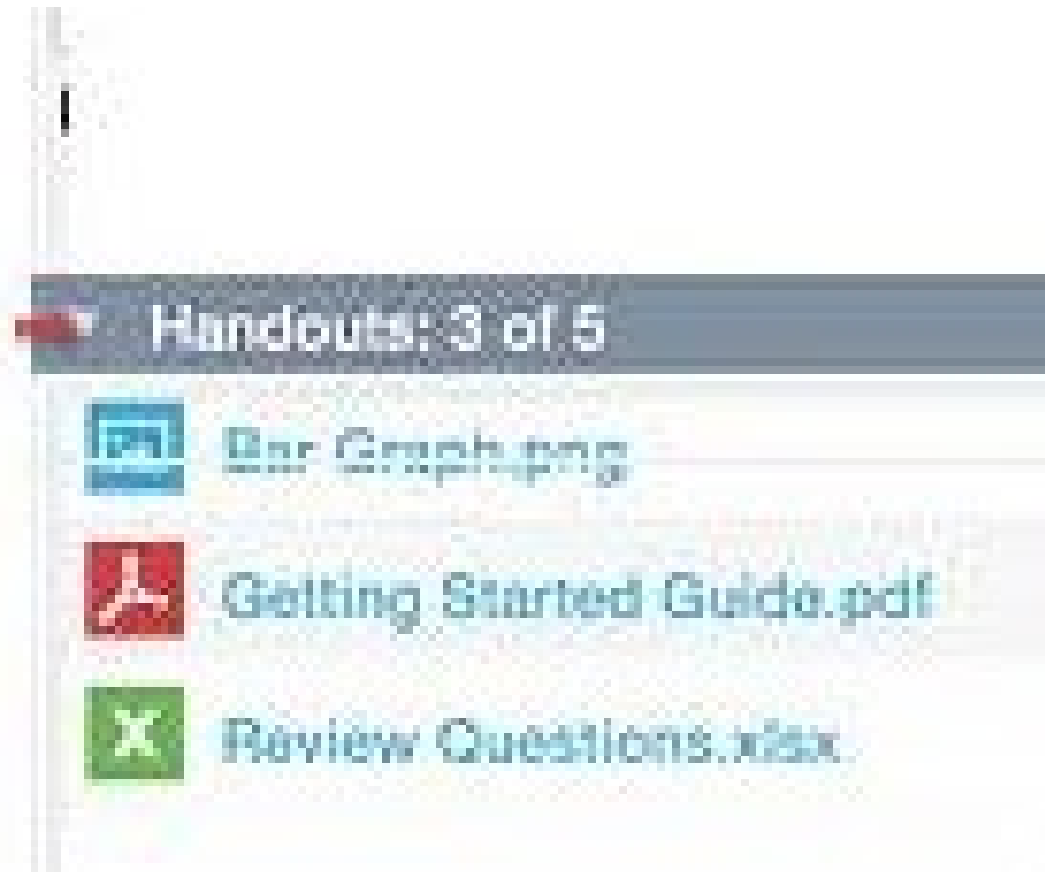 Handouts: 3 of 5
Bar Graph.png
Getting Started Guide.pdf
Review Questions.xlsx